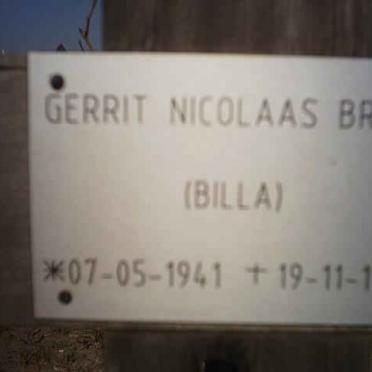 GERRIT NICOLAAS BR
(BILLA)
*07-05-1941 +19-11-1